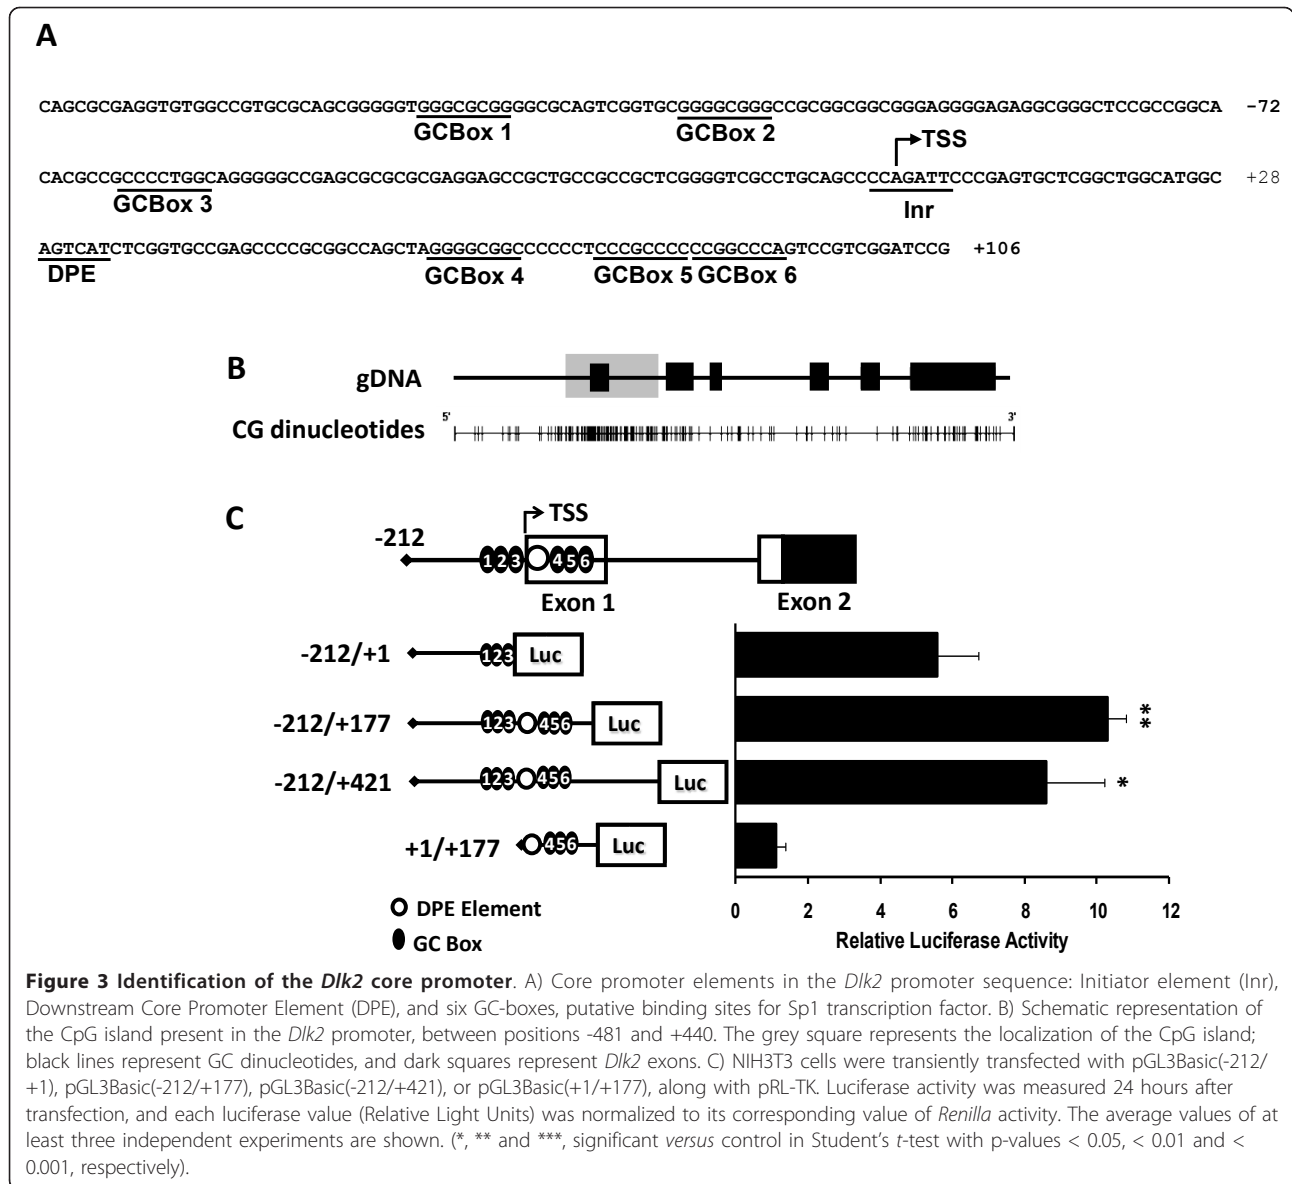 A
CAGCGCGAGGTGTGGCCGTGCGCAGCGGGGGTGGGCGCGGGGCGCAGTCGGTGCGGGGCGGGCCGCGGCGGCGGGAGGGGAGAGGCGGGCTCCGCCGGCA -72
GCBox 1 GCBox 2
TSS
CACGCCGCCCCTGGCAGGGGGCCGAGCGCGCGCGAGGAGCCGCTGCCGCCGCTCGGGGTCGCCTGCAGCCCCAGATTCCCGAGTGCTCGGCTGGCATGGC +28
GCBox 3 Inr
AGTCATCTCGGTGCCGAGCCCCGCGGCCAGCTAGGGGCGGCCCCCCTCCCGCCCCCCGGCCCAGTCCGTCGGATCCG +106
DPE GCBox 4 GCBox 5 GCBox 6
B
gDNA
5' 3'
CG dinucleotides
C
TSS
-212
123 456
Exon 1 Exon 2
-212/+1 123 Luc
-212/+177 123 456 Luc **
-212/+421 123 456 Luc *
+1/+177 456 Luc
DPE Element
GC Box
0 2 4 6 8 10 12
Relative Luciferase Activity
Figure 3 Identification of the Dlk2 core promoter. A) Core promoter elements in the Dlk2 promoter sequence: Initiator element (Inr),
Downstream Core Promoter Element (DPE), and six GC-boxes, putative binding sites for Sp1 transcription factor. B) Schematic representation of
the CpG island present in the Dlk2 promoter, between positions -481 and +440. The grey square represents the localization of the CpG island;
black lines represent GC dinucleotides, and dark squares represent Dlk2 exons. C) NIH3T3 cells were transiently transfected with pGL3Basic(-212/
+1), pGL3Basic(-212/+177), pGL3Basic(-212/+421), or pGL3Basic(+1/+177), along with pRL-TK. Luciferase activity was measured 24 hours after
transfection, and each luciferase value (Relative Light Units) was normalized to its corresponding value of Renilla activity. The average values of at
least three independent experiments are shown. (*, ** and ***, significant versus control in Student's t-test with p-values < 0.05, < 0.01 and <
0.001, respectively).